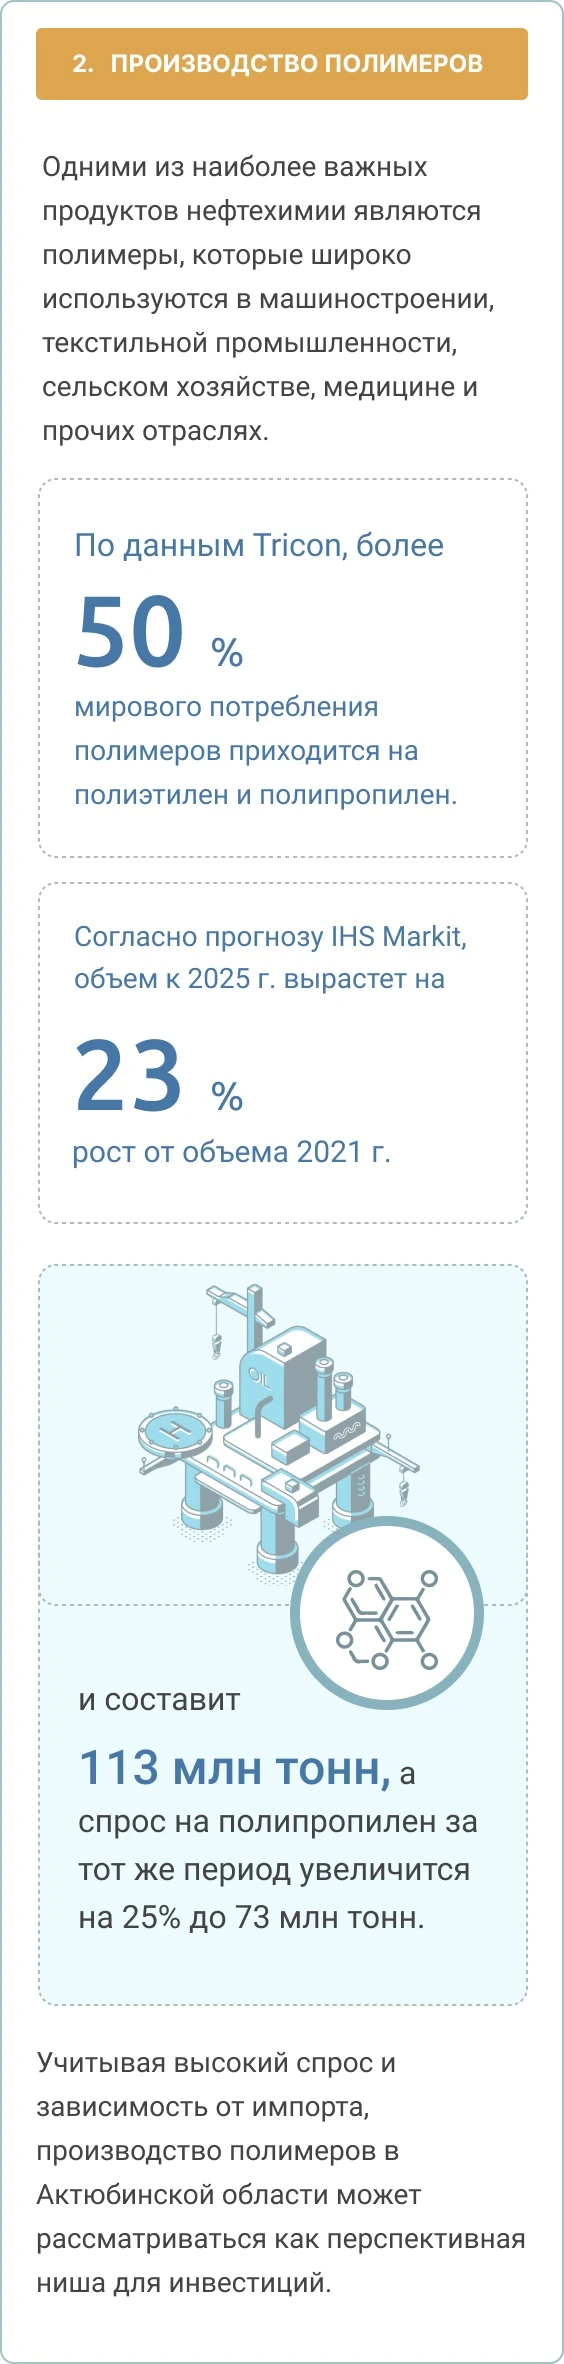 2. ПРОИЗВОДСТВО ПОЛИМЕРОВ
Одними из наиболее важных
продуктов нефтехимии являются
полимеры, которые широко
используются в машиностроении,
текстильной промышленности,
сельском хозяйстве, медицине и
прочих отраслях.
По данным Tricon, более
50 %
мирового потребления
полимеров приходится на
полиэтилен и полипропилен.
Согласно прогнозу IHS Markit,
объем к 2025 г. вырастет на
23 %
рост от объема 2021 г.
OIL
H
и составит
113 млн тонн, а
спрос на полипропилен за
тот же период увеличится
на 25% до 73 млн тонн.
Учитывая высокий спрос и
зависимость от импорта,
производство полимеров в
Актюбинской области может
рассматриваться как перспективная
ниша для инвестиций.